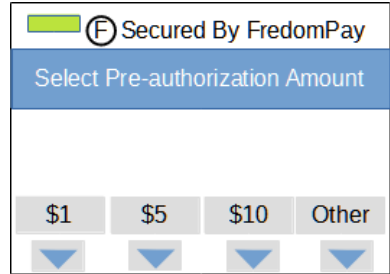 F Secured By FredomPay
Select Pre-authorization Amount
$1 $5 $10 Other